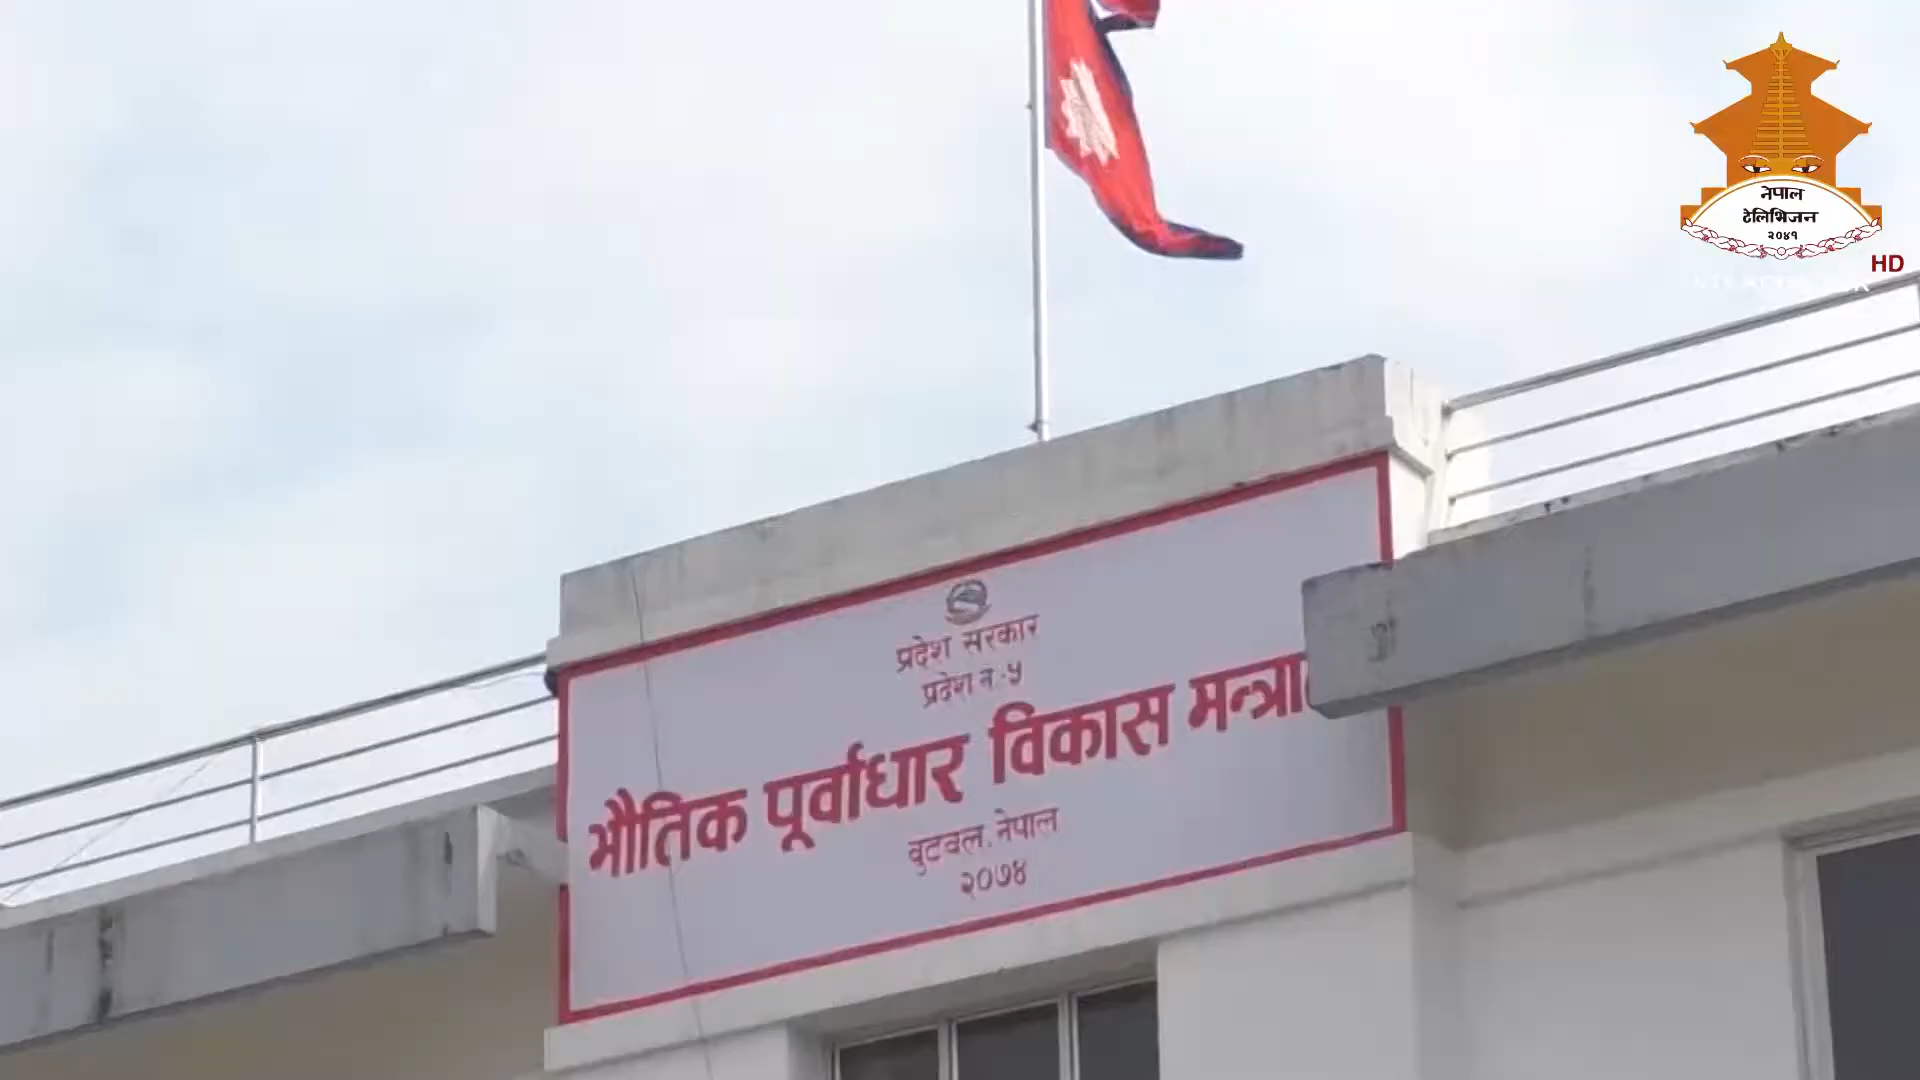 नेपाल
टेलिभिजन
२०४१
HD
प्रदेश सरकार
प्रदेश नं.-५
भौतिक पूर्वाधार विकास
बुटवल, नेपाल
२०७४